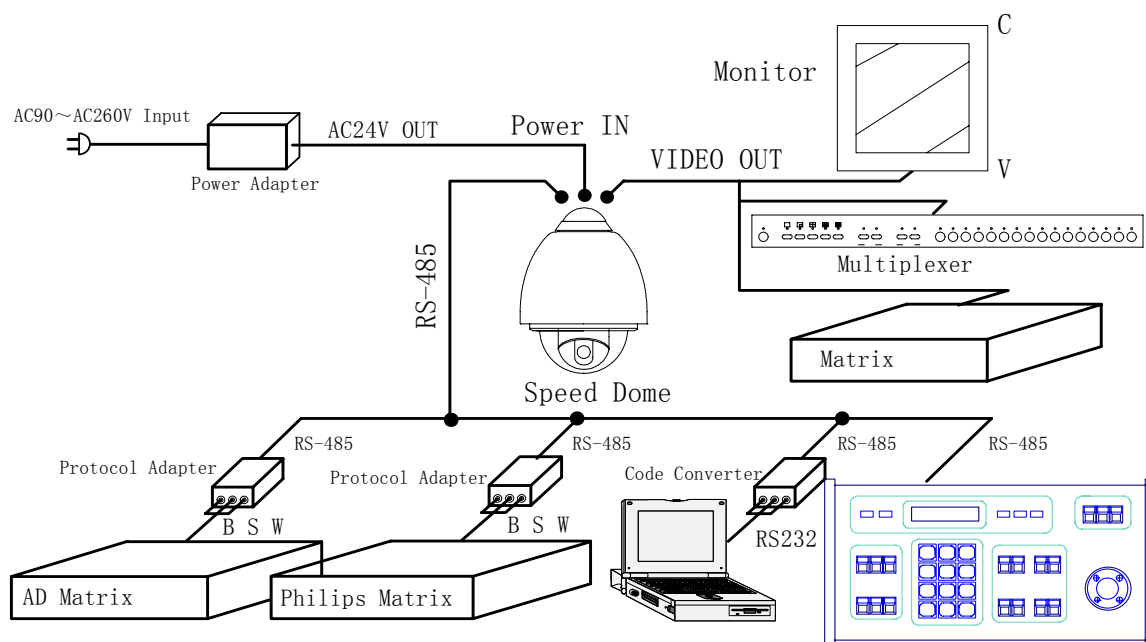 C
Monitor
AC90～AC260V Input
AC24V OUT
Power IN
VIDEO OUT
Power Adapter
V
RS-485
Multiplexer
Matrix
Speed Dome
RS-485
RS-485
RS-485
RS-485
Protocol Adapter
Protocol Adapter
Code Converter
B S W
B S W
RS232
AD Matrix
Philips Matrix